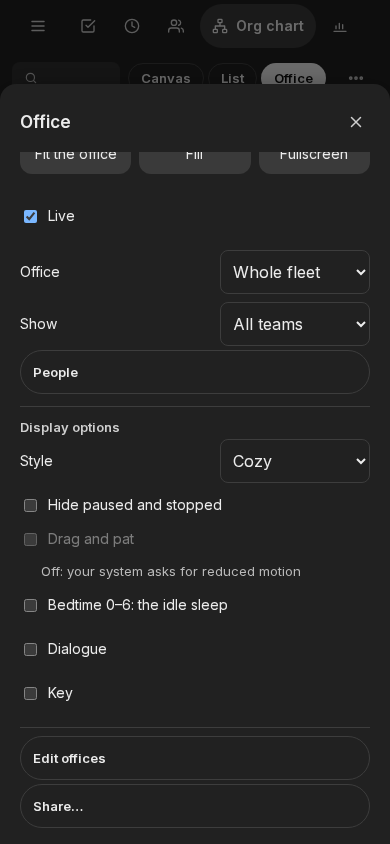 Org chart
Canvas
List
Office
Office
Fit the office
Fill
Fullscreen
Live
Office
Whole fleet
Show
All teams
People
Display options
Style
Cozy
Hide paused and stopped
Drag and pat
Off: your system asks for reduced motion
Bedtime 0–6: the idle sleep
Dialogue
Key
Edit offices
Share…